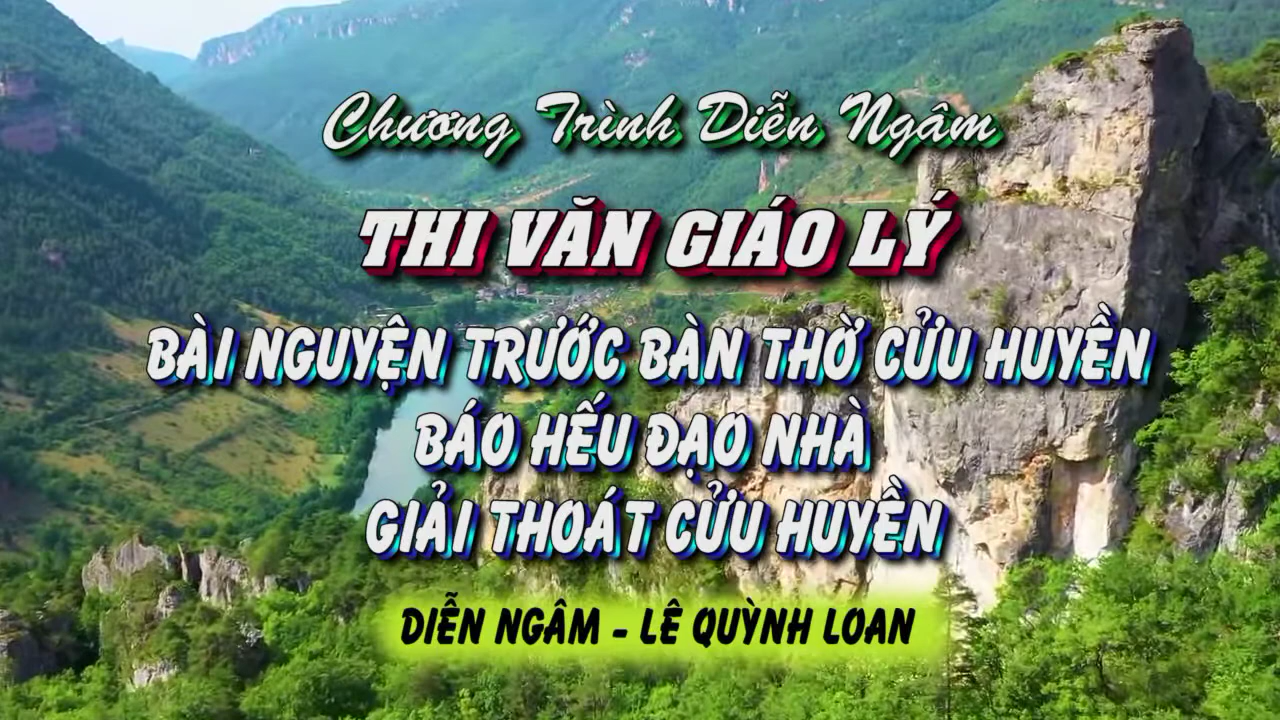 Chương Trình Diễn Ngâm
THI VĂN GIÁO LÝ
BÀI NGUYỆN TRƯỚC BÀN THỜ CỬU HUYỀN
BÁO HẾU ĐẠO NHÀ
GIẢI THOÁT CỬU HUYỀN
DIỄN NGÂM - LÊ QUỲNH LOAN